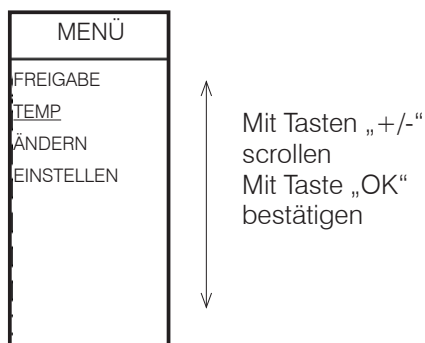 MENÜ
FREIGABE
TEMP
ÄNDERN
EINSTELLEN
Mit Tasten „+/-“
scrollen
Mit Taste „OK“
bestätigen